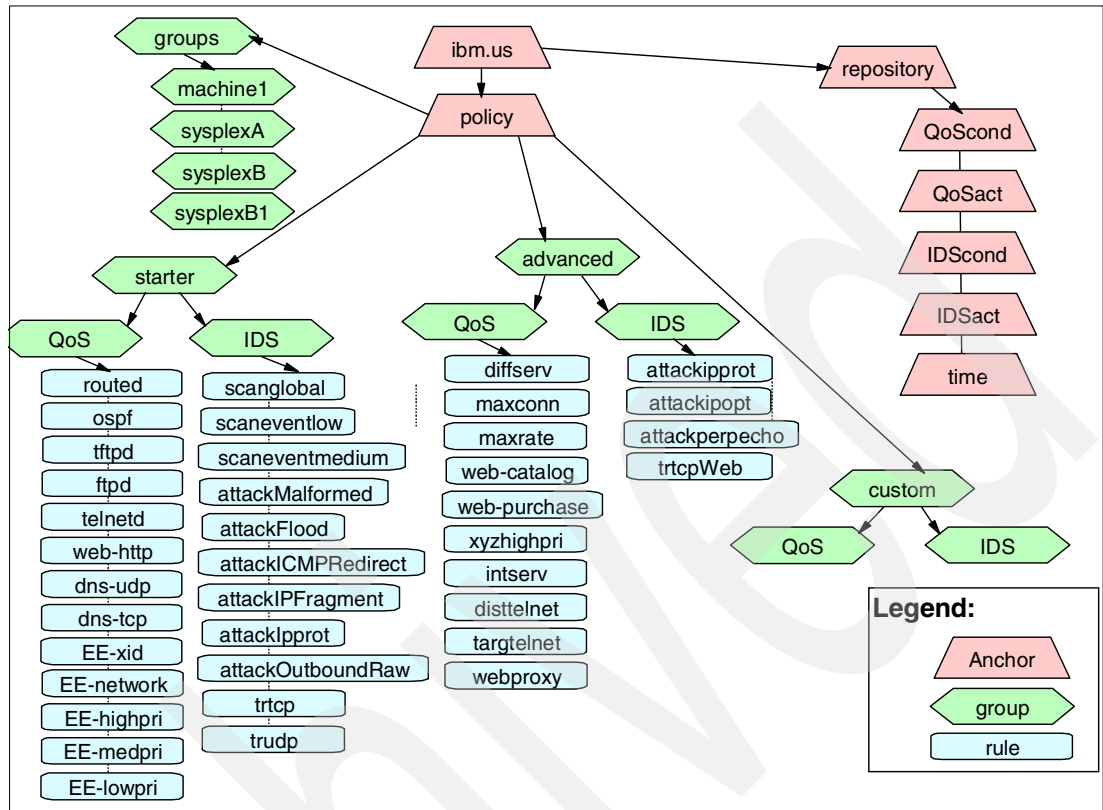 groups
ibm.us
repository
machine1
policy
sysplexA
QoScond
sysplexB
QoSact
sysplexB1
IDScond
advanced
starter
IDSact
QoS
IDS
QoS
IDS
time
routed
ospf
tftpd
ftpd
telnetd
web-http
dns-udp
dns-tcp
EE-xid
EE-network
EE-highpri
EE-medpri
EE-lowpri
scanglobal
scaneventlow
scaneventmedium
attackMalformed
attackFlood
attackICMPRedirect
attackIPFragment
attackIpprot
attackOutboundRaw
trtcp
trudp
diffserv
maxconn
maxrate
web-catalog
web-purchase
xyzhighpri
intserv
disttelnet
targtelnet
webproxy
attackipprot
attackipopt
attackperpecho
trtcpWeb
custom
QoS
IDS
Legend:
Anchor
group
rule